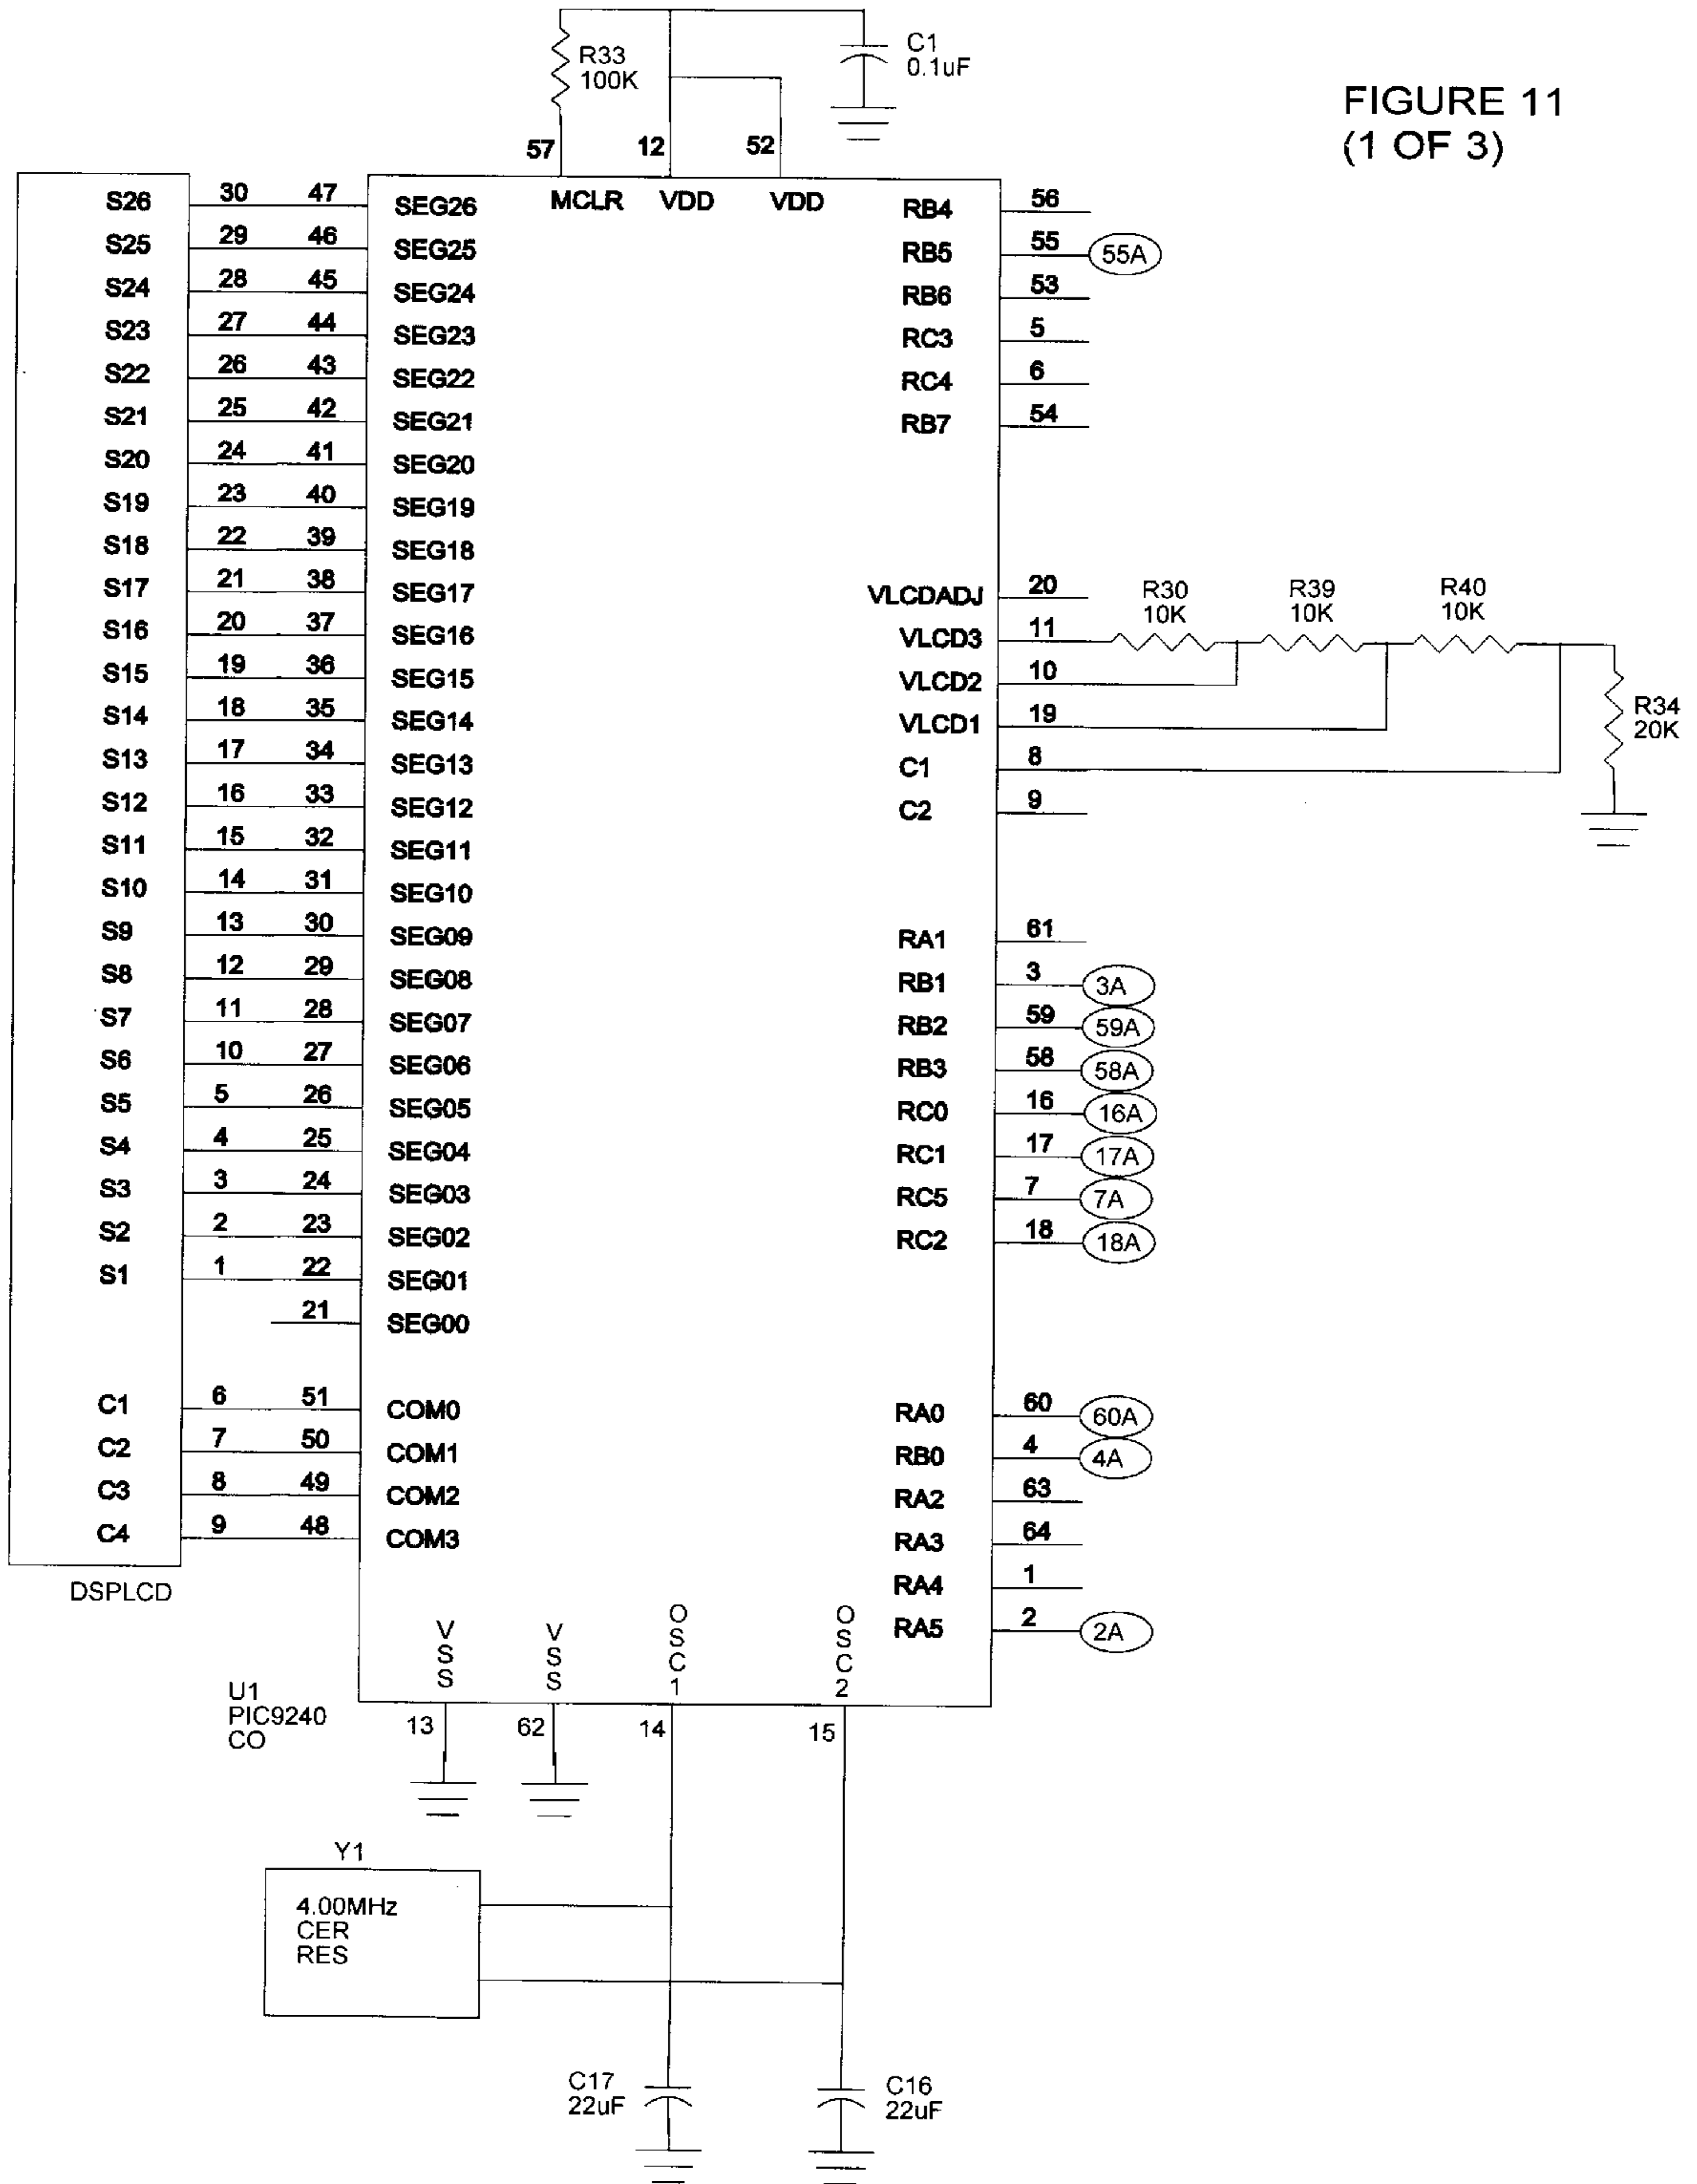 R33
100K
C1
0.1uF
FIGURE 11
(1 OF 3)
57 12 52
MCLR VDD VDD
S26 30 47 SEG26
S25 29 46 SEG25
S24 28 45 SEG24
S23 27 44 SEG23
S22 26 43 SEG22
S21 25 42 SEG21
S20 24 41 SEG20
S19 23 40 SEG19
S18 22 39 SEG18
S17 21 38 SEG17
S16 20 37 SEG16
S15 19 36 SEG15
S14 18 35 SEG14
S13 17 34 SEG13
S12 16 33 SEG12
S11 15 32 SEG11
S10 14 31 SEG10
S9 13 30 SEG09
S8 12 29 SEG08
S7 11 28 SEG07
S6 10 27 SEG06
S5 5 26 SEG05
S4 4 25 SEG04
S3 3 24 SEG03
S2 2 23 SEG02
S1 1 22 SEG01
21 SEG00
C1 6 51 COM0
C2 7 50 COM1
C3 8 49 COM2
C4 9 48 COM3
DSPLCD
RB4 56
RB5 55 55A
RB6 53
RC3 5
RC4 6
RB7 54
VLCDADJ 20
VLCD3 11
VLCD2 10
VLCD1 19
C1 8
C2 9
R30
10K
R39
10K
R40
10K
R34
20K
RA1 61
RB1 3 3A
RB2 59 59A
RB3 58 58A
RC0 16 16A
RC1 17 17A
RC5 7 7A
RC2 18 18A
RA0 60 60A
RB0 4 4A
RA2 63
RA3 64
RA4 1
RA5 2 2A
VSS VSS OSC1 OSC2
U1
PIC9240
CO
13 62 14 15
Y1
4.00MHz
CER
RES
C17
22uF
C16
22uF